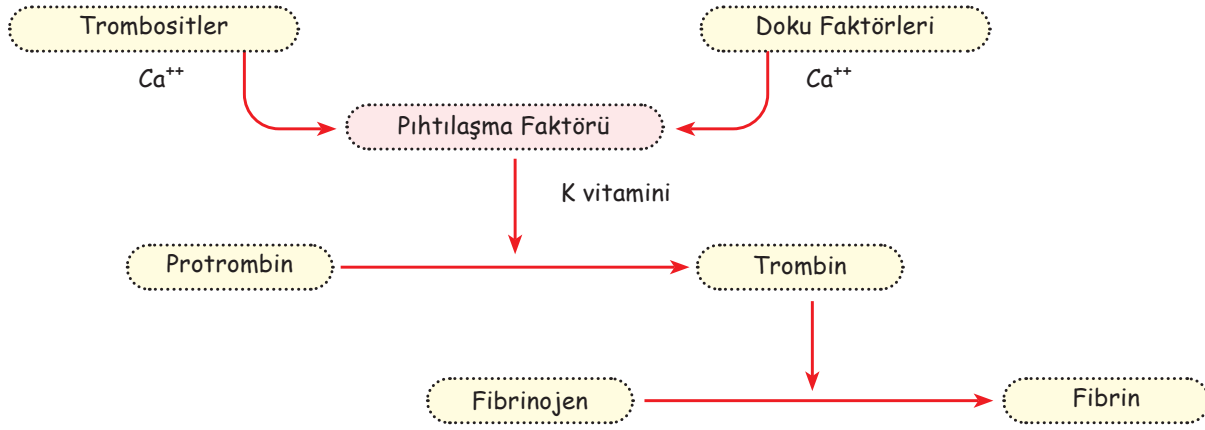 Trombositler
Doku Faktörleri
Ca++
Ca++
Pıhtılaşma Faktörü
K vitamini
Protrombin
Trombin
Fibrinojen
Fibrin